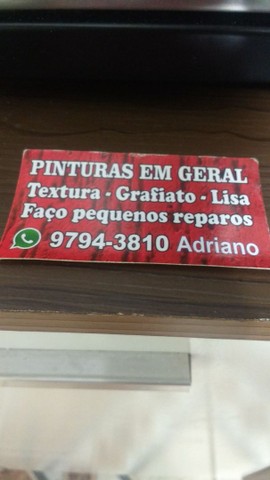 PINTURAS EM GERAL
Textura - Grafiato - Lisa
Faço pequenos reparos
9794-3810 Adriano